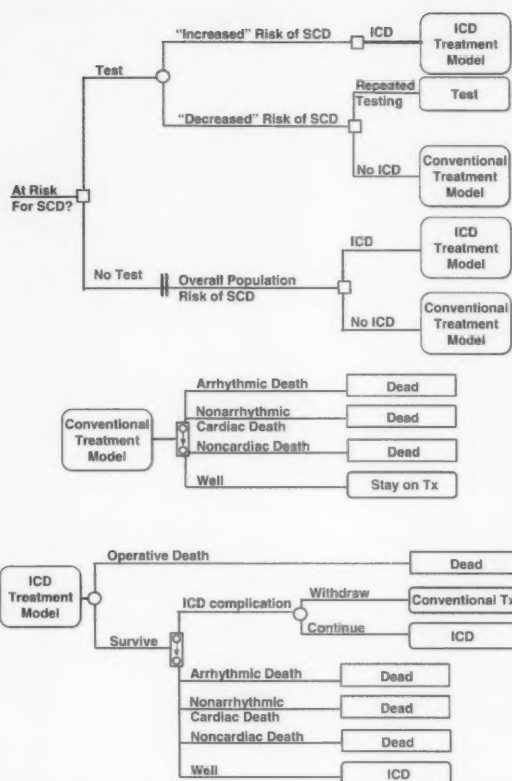 "Increased" Risk of SCD
ICD
ICD
Treatment
Model
Test
Repeated
Testing
Test
"Decreased" Risk of SCD
No ICD
Conventional
Treatment
Model
At Risk
For SCD?
ICD
ICD
Treatment
Model
No Test
Overall Population
Risk of SCD
No ICD
Conventional
Treatment
Model
Arrhythmic Death
Dead
Conventional
Treatment
Model
Nonarrhythmic
Cardiac Death
Dead
Noncardiac Death
Dead
Well
Stay on Tx
Operative Death
Dead
ICD
Treatment
Model
Survive
ICD complication
Withdraw
Conventional Tx
Continue
ICD
Arrhythmic Death
Dead
Nonarrhythmic
Cardiac Death
Dead
Noncardiac Death
Dead
Well
ICD